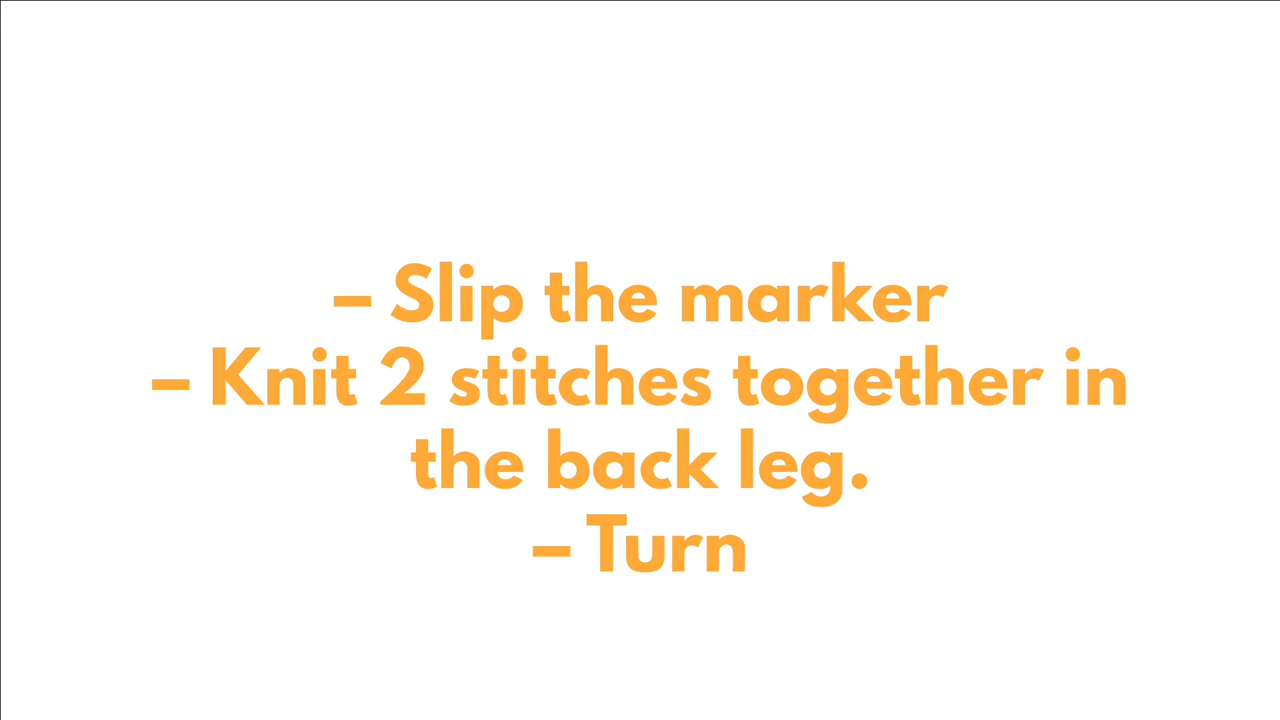 – Slip the marker
– Knit 2 stitches together in
the back leg.
– Turn